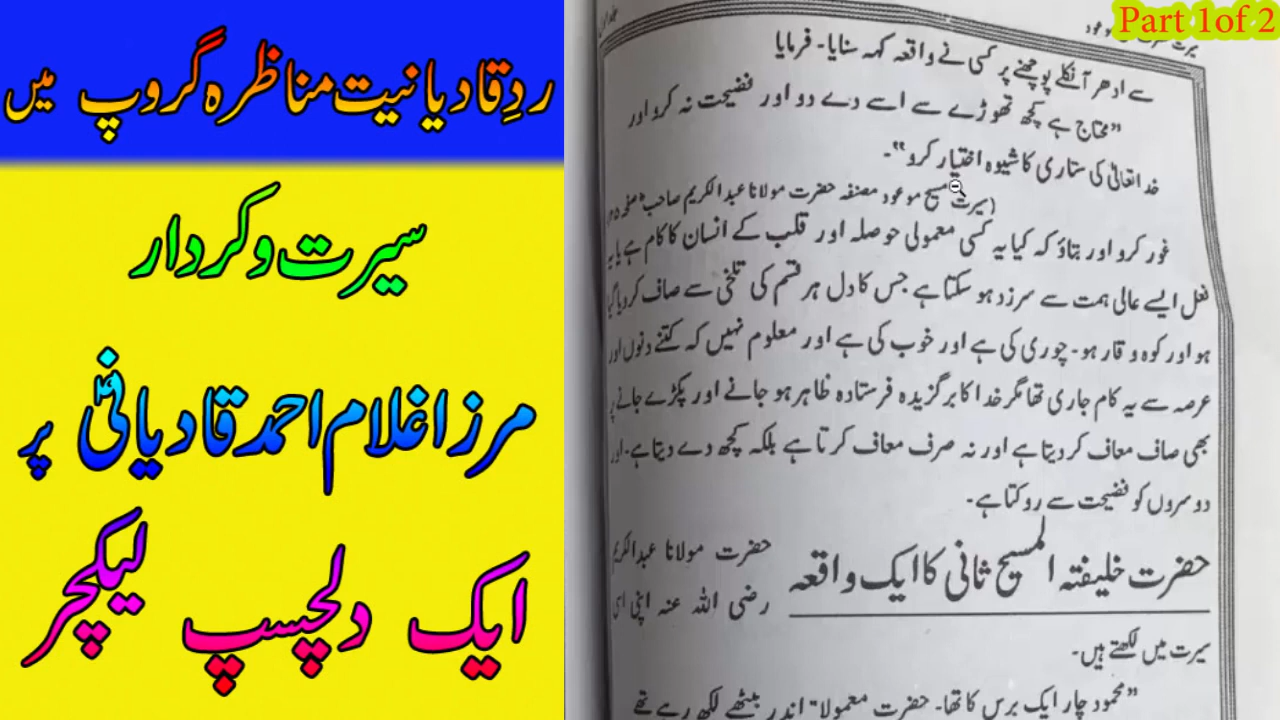 Part 1of 2
ردِ قادیانیت مناظرہ گروپ میں
سیرت و کردار
مرزا غلام احمد قادیانی پر
ایک دلچسپ لیکچر
سے ادھر آنکلے پوچھنے پر کسی نے واقعہ کہہ سنایا۔ فرمایا
”محتاج ہے کچھ تھوڑے سے اسے دے دو اور فضیحت نہ کرو اور
خدا تعالیٰ کی ستاری کا شیوہ اختیار کرو“۔
(سیرت مسیح موعود مصنفہ حضرت مولانا عبدالکریم صاحب صفحہ
غور کرو اور بتاؤ کہ کیا یہ کسی معمولی حوصلہ اور قلب کے انسان کا کام ہے یا یہ
فعل ایسے عالی ہمت سے سرزد ہو سکتا ہے جس کا دل ہر قسم کی تلخی سے صاف کر دیا گیا
ہو اور کوہ وقار ہو۔ چوری کی ہے اور خوب کی ہے اور معلوم نہیں کہ کتنے دنوں اور
عرصہ سے یہ کام جاری تھا مگر خدا کا برگزیدہ فرستادہ ظاہر ہو جانے اور پکڑے جانے پر
بھی صاف معاف کر دیتا ہے اور نہ صرف معاف کرتا ہے بلکہ کچھ دے دیتا ہے۔ اور
دوسروں کو فضیحت سے روکتا ہے۔
حضرت خلیفتہ المسیح ثانی کا ایک واقعہ
حضرت مولانا عبدالکریم
رضی اللہ عنہ اپنی اسی
سیرت میں لکھتے ہیں۔
”محمود چار ایک برس کا تھا۔ حضرت معمولاً اندر بیٹھے لکھ رہے تھے